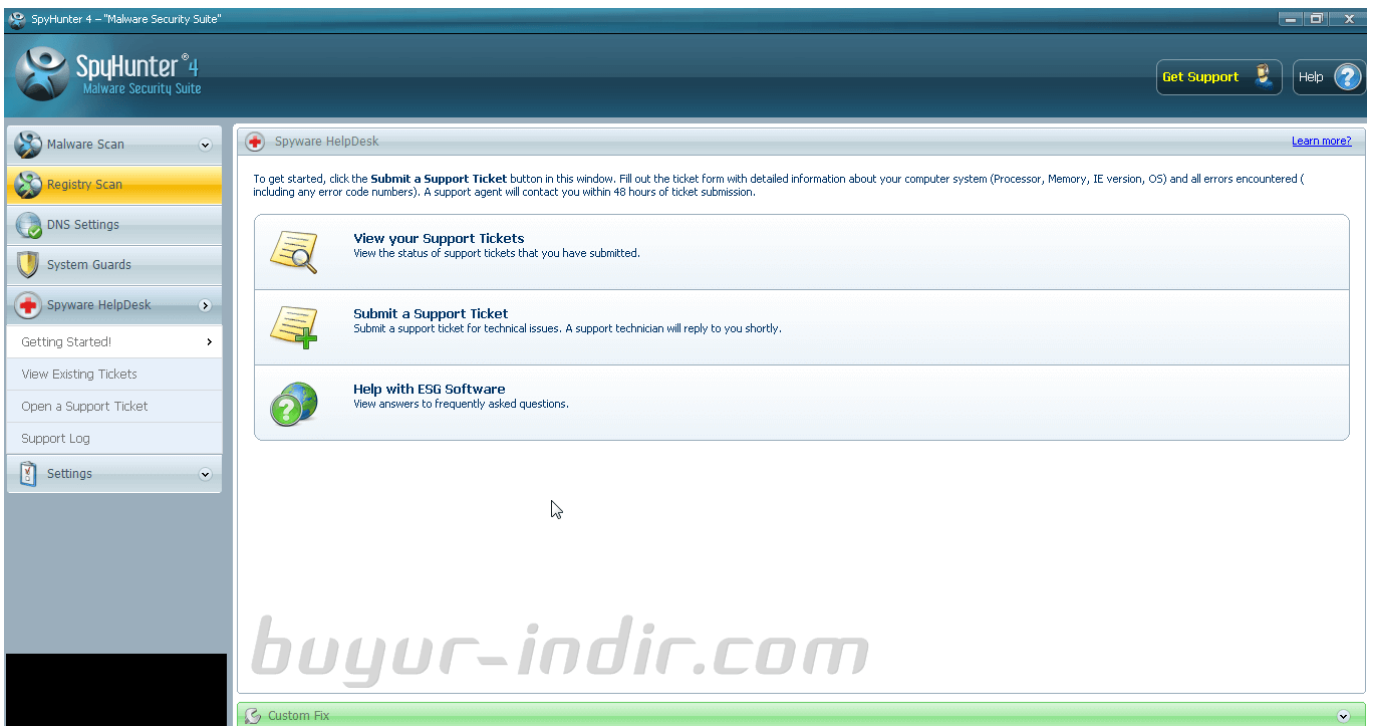 SpyHunter 4 – "Malware Security Suite"
SpyHunter® 4
Malware Security Suite
Get Support
Help
Malware Scan
Registry Scan
DNS Settings
System Guards
Spyware HelpDesk
Getting Started!
View Existing Tickets
Open a Support Ticket
Support Log
Settings
Spyware HelpDesk
Learn more?
To get started, click the Submit a Support Ticket button in this window. Fill out the ticket form with detailed information about your computer system (Processor, Memory, IE version, OS) and all errors encountered (
including any error code numbers). A support agent will contact you within 48 hours of ticket submission.
View your Support Tickets
View the status of support tickets that you have submitted.
Submit a Support Ticket
Submit a support ticket for technical issues. A support technician will reply to you shortly.
Help with ESG Software
View answers to frequently asked questions.
buyur-indir.com
Custom Fix